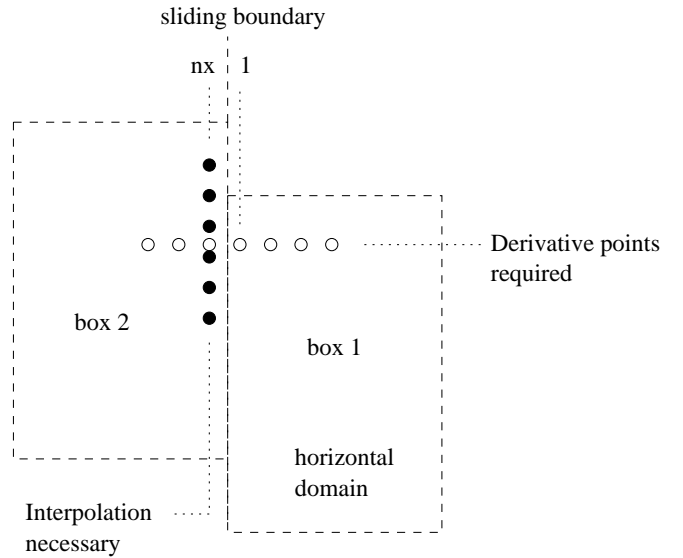 sliding boundary
nx 1
Derivative points
required
box 2
box 1
horizontal
domain
Interpolation
necessary